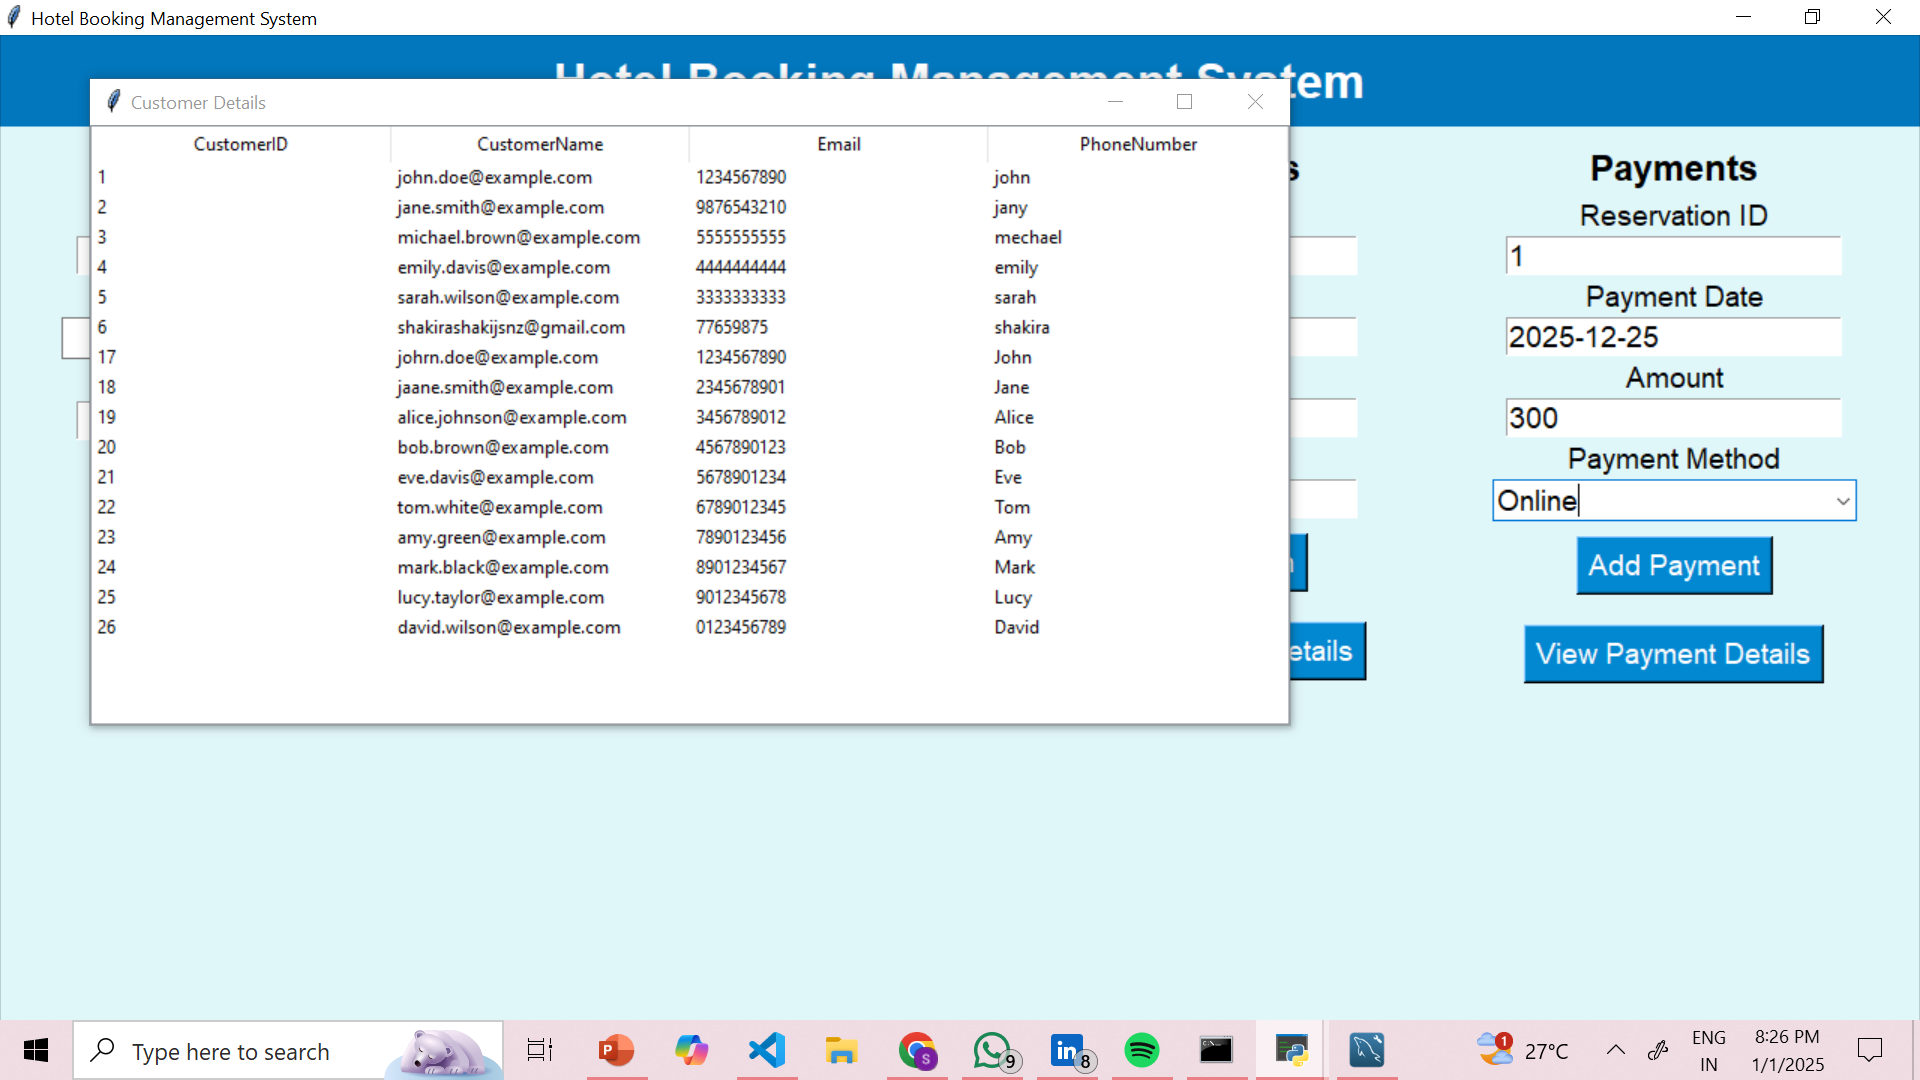 Hotel Booking Management System
Hotel Booking Management System
Customer Details
CustomerID CustomerName Email PhoneNumber
1 john.doe@example.com 1234567890 john
2 jane.smith@example.com 9876543210 jany
3 michael.brown@example.com 5555555555 mechael
4 emily.davis@example.com 4444444444 emily
5 sarah.wilson@example.com 3333333333 sarah
6 shakirashakijsnz@gmail.com 77659875 shakira
17 johrn.doe@example.com 1234567890 John
18 jaane.smith@example.com 2345678901 Jane
19 alice.johnson@example.com 3456789012 Alice
20 bob.brown@example.com 4567890123 Bob
21 eve.davis@example.com 5678901234 Eve
22 tom.white@example.com 6789012345 Tom
23 amy.green@example.com 7890123456 Amy
24 mark.black@example.com 8901234567 Mark
25 lucy.taylor@example.com 9012345678 Lucy
26 david.wilson@example.com 0123456789 David
s
etails
Payments
Reservation ID
1
Payment Date
2025-12-25
Amount
300
Payment Method
Online
Add Payment
View Payment Details
Type here to search
P
S
9
in
8
1
27°C
ENG
IN
8:26 PM
1/1/2025